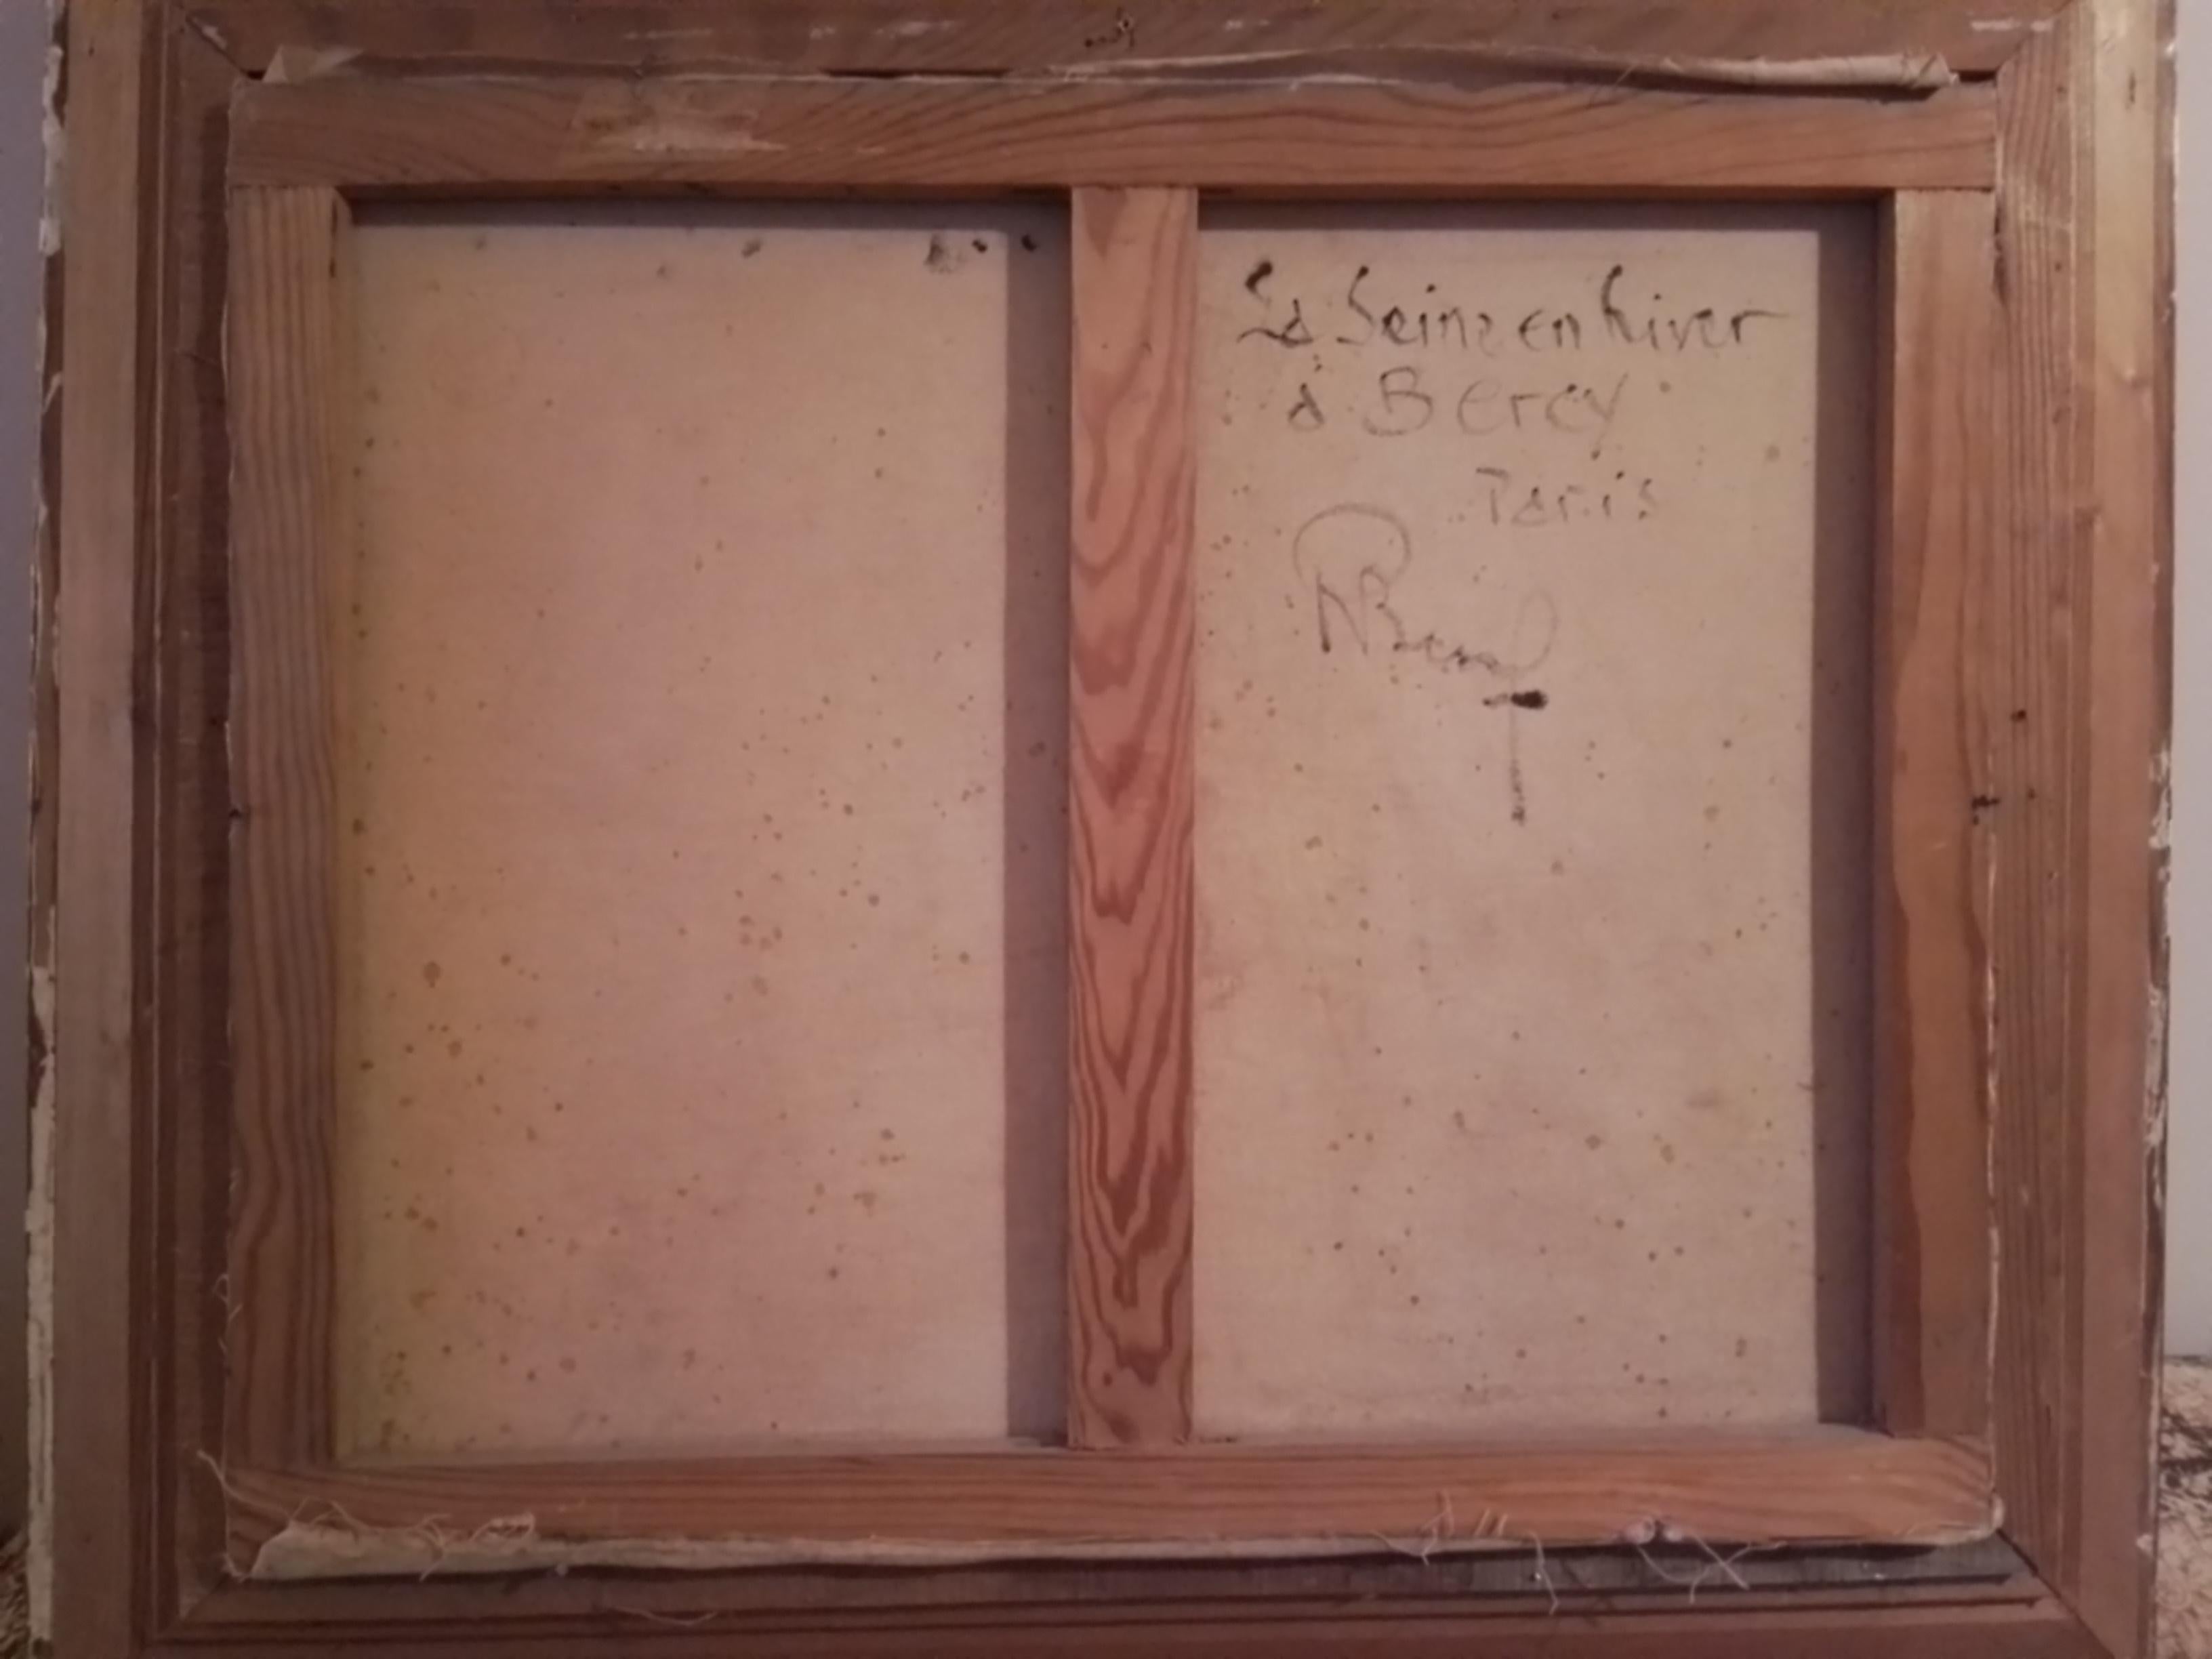 La Seine en hiver
à Bercy
Paris